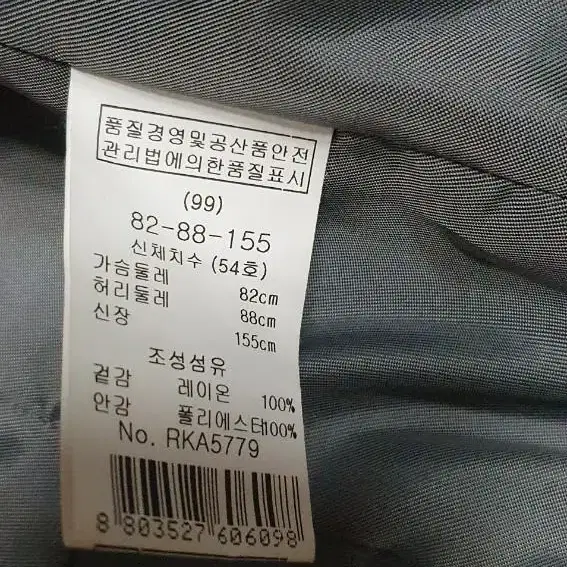 품질경영및공산품안전
관리법에의한품질표시
(99)
82-88-155
신체치수 (54호)
가슴둘레 82cm
허리둘레 88cm
신장 155cm
조성섬유
겉감 레이온 100%
안감 폴리에스터100%
No. RKA5779
8 803527 606098